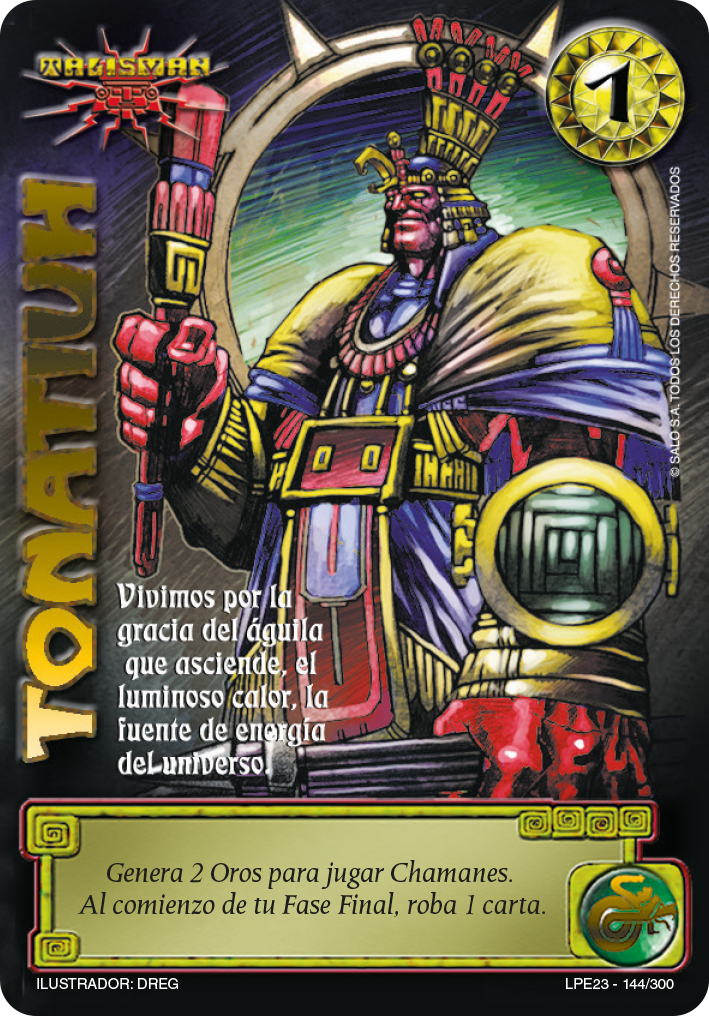 TALISMAN
1
TONATIUH
© SALO S.A. TODOS LOS DERECHOS RESERVADOS
Vivimos por la
gracia del águila
que asciende, el
luminoso calor, la
fuente de energía
del universo.
Genera 2 Oros para jugar Chamanes.
Al comienzo de tu Fase Final, roba 1 carta.
ILUSTRADOR: DREG
LPE23 - 144/300